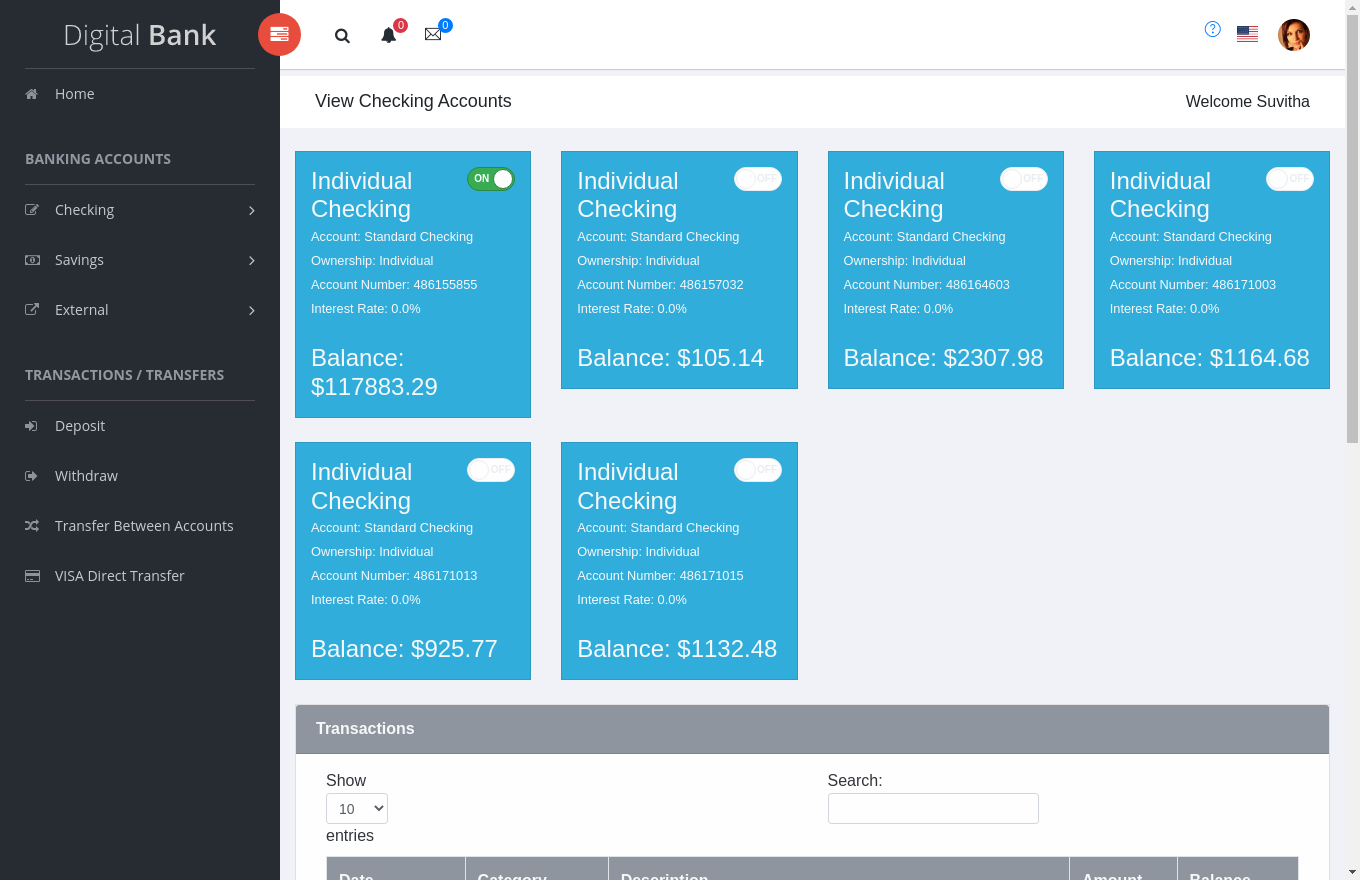 Digital Bank
0
0
Home
BANKING ACCOUNTS
Checking
Savings
External
TRANSACTIONS / TRANSFERS
Deposit
Withdraw
Transfer Between Accounts
VISA Direct Transfer
View Checking Accounts
Welcome Suvitha
Individual
Checking
ON
Account: Standard Checking
Ownership: Individual
Account Number: 486155855
Interest Rate: 0.0%
Balance:
$117883.29
Individual
Checking
OFF
Account: Standard Checking
Ownership: Individual
Account Number: 486157032
Interest Rate: 0.0%
Balance: $105.14
Individual
Checking
OFF
Account: Standard Checking
Ownership: Individual
Account Number: 486164603
Interest Rate: 0.0%
Balance: $2307.98
Individual
Checking
OFF
Account: Standard Checking
Ownership: Individual
Account Number: 486171003
Interest Rate: 0.0%
Balance: $1164.68
Individual
Checking
OFF
Account: Standard Checking
Ownership: Individual
Account Number: 486171013
Interest Rate: 0.0%
Balance: $925.77
Individual
Checking
OFF
Account: Standard Checking
Ownership: Individual
Account Number: 486171015
Interest Rate: 0.0%
Balance: $1132.48
Transactions
Show
10
entries
Search:
Date Category Description Amount Balance